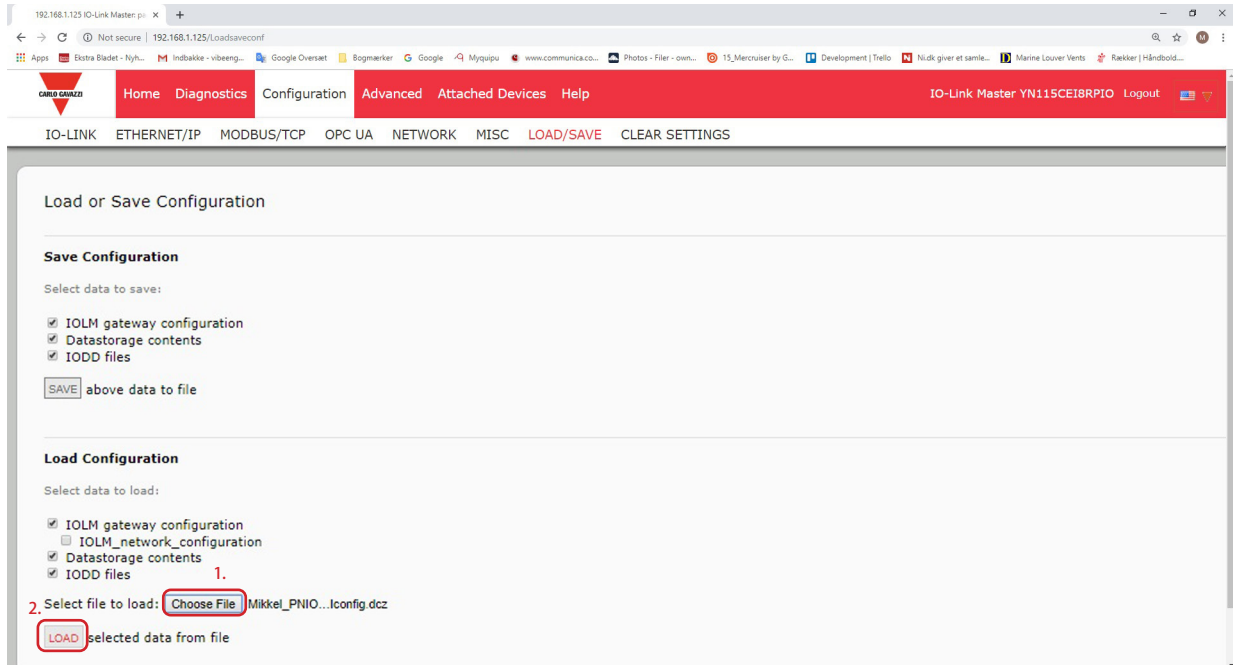 192.168.1.125 IO-Link Master: pa
Not secure | 192.168.1.125/Loadsaveconf
Apps Ekstra Bladet - Nyh... Indbakke - vibeeng... Google Oversæt Bogmærker Google Myquipu www.communica.co... Photos - Filer - own... 15_Mercruiser by G... Development | Trello Ni.dk giver et samle... Marine Louver Vents Rækker | Håndbold....
CARLO GAVAZZI Home Diagnostics Configuration Advanced Attached Devices Help IO-Link Master YN115CEI8RPIO Logout
IO-LINK ETHERNET/IP MODBUS/TCP OPC UA NETWORK MISC LOAD/SAVE CLEAR SETTINGS
Load or Save Configuration
Save Configuration
Select data to save:
IOLM gateway configuration
Datastorage contents
IODD files
SAVE above data to file
Load Configuration
Select data to load:
IOLM gateway configuration
IOLM_network_configuration
Datastorage contents
IODD files
1.
2. Select file to load: Choose File Mikkel_PNIO...Iconfig.dcz
LOAD selected data from file